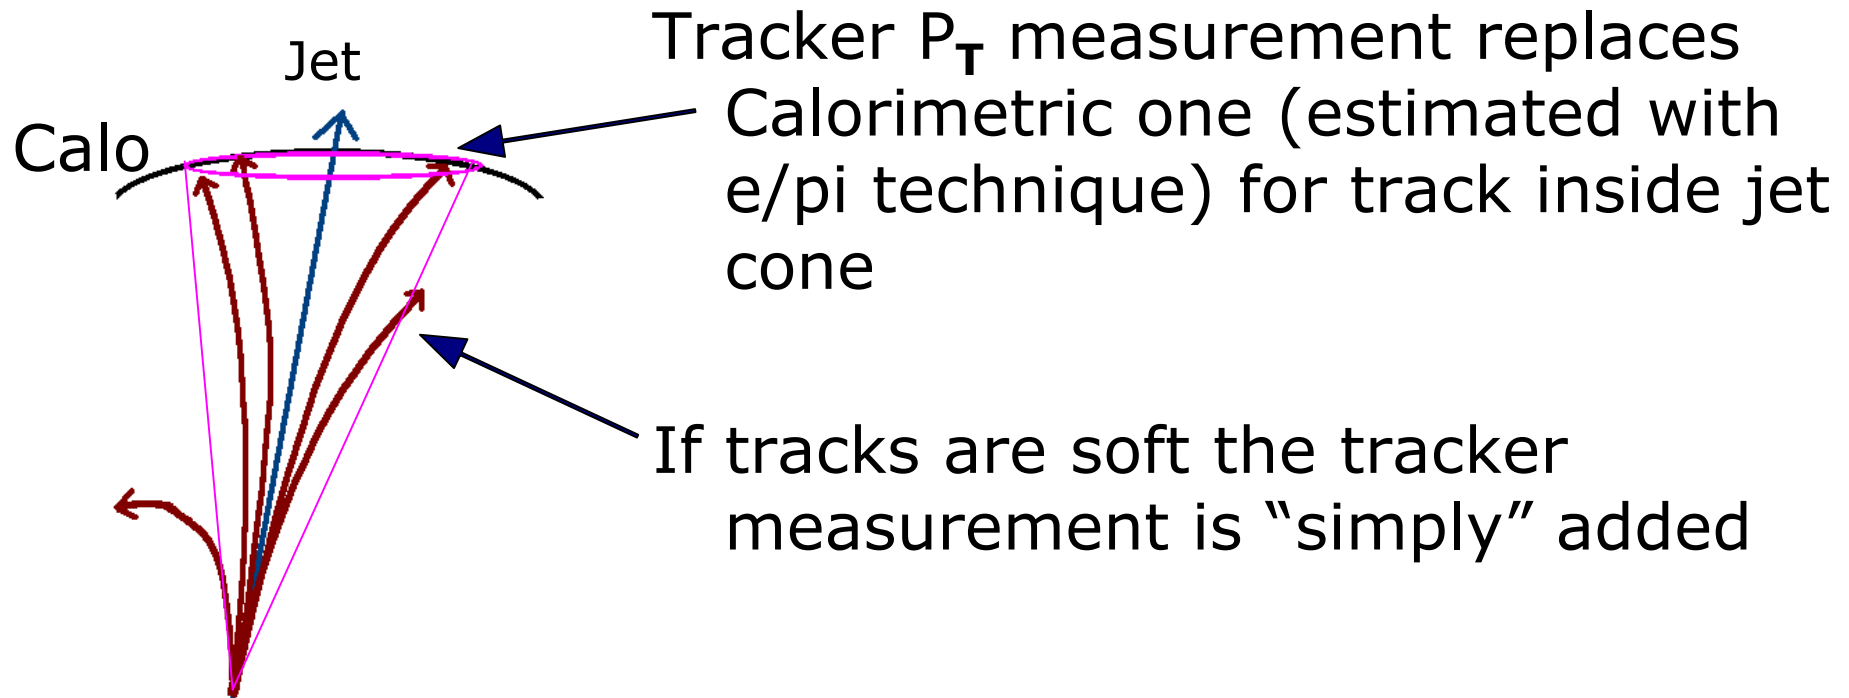 Jet
Calo
Tracker P_T measurement replaces
Calorimetric one (estimated with
e/pi technique) for track inside jet
cone
If tracks are soft the tracker
measurement is “simply” added